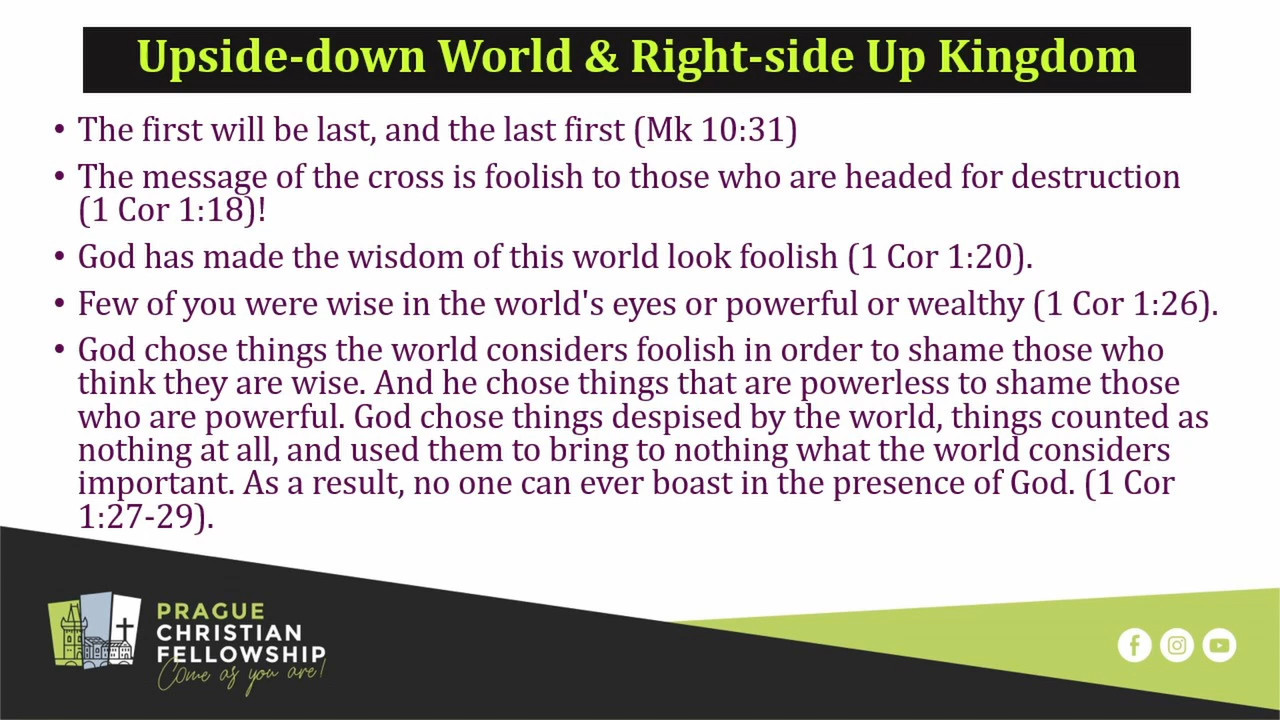 Upside-down World & Right-side Up Kingdom
• The first will be last, and the last first (Mk 10:31)
• The message of the cross is foolish to those who are headed for destruction
(1 Cor 1:18)!
• God has made the wisdom of this world look foolish (1 Cor 1:20).
• Few of you were wise in the world's eyes or powerful or wealthy (1 Cor 1:26).
• God chose things the world considers foolish in order to shame those who
think they are wise. And he chose things that are powerless to shame those
who are powerful. God chose things despised by the world, things counted as
nothing at all, and used them to bring to nothing what the world considers
important. As a result, no one can ever boast in the presence of God. (1 Cor
1:27-29).
PRAGUE
CHRISTIAN
FELLOWSHIP
Come as you are!